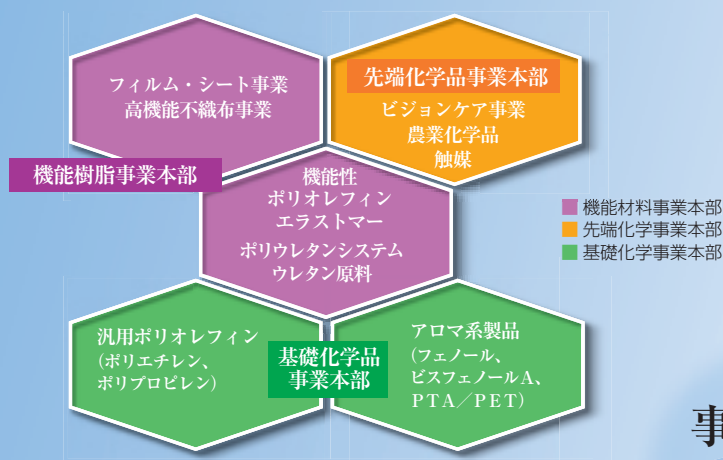 フィルム・シート事業
高機能不織布事業
先端化学品事業本部
ビジョンケア事業
農業化学品
触媒
機能樹脂事業本部
機能性
ポリオレフィン
エラストマー
ポリウレタンシステム
ウレタン原料
機能材料事業本部
先端化学事業本部
基礎化学事業本部
汎用ポリオレフィン
(ポリエチレン、
ポリプロピレン)
基礎化学品
事業本部
アロマ系製品
(フェノール、
ビスフェノールA、
PTA/PET)
事